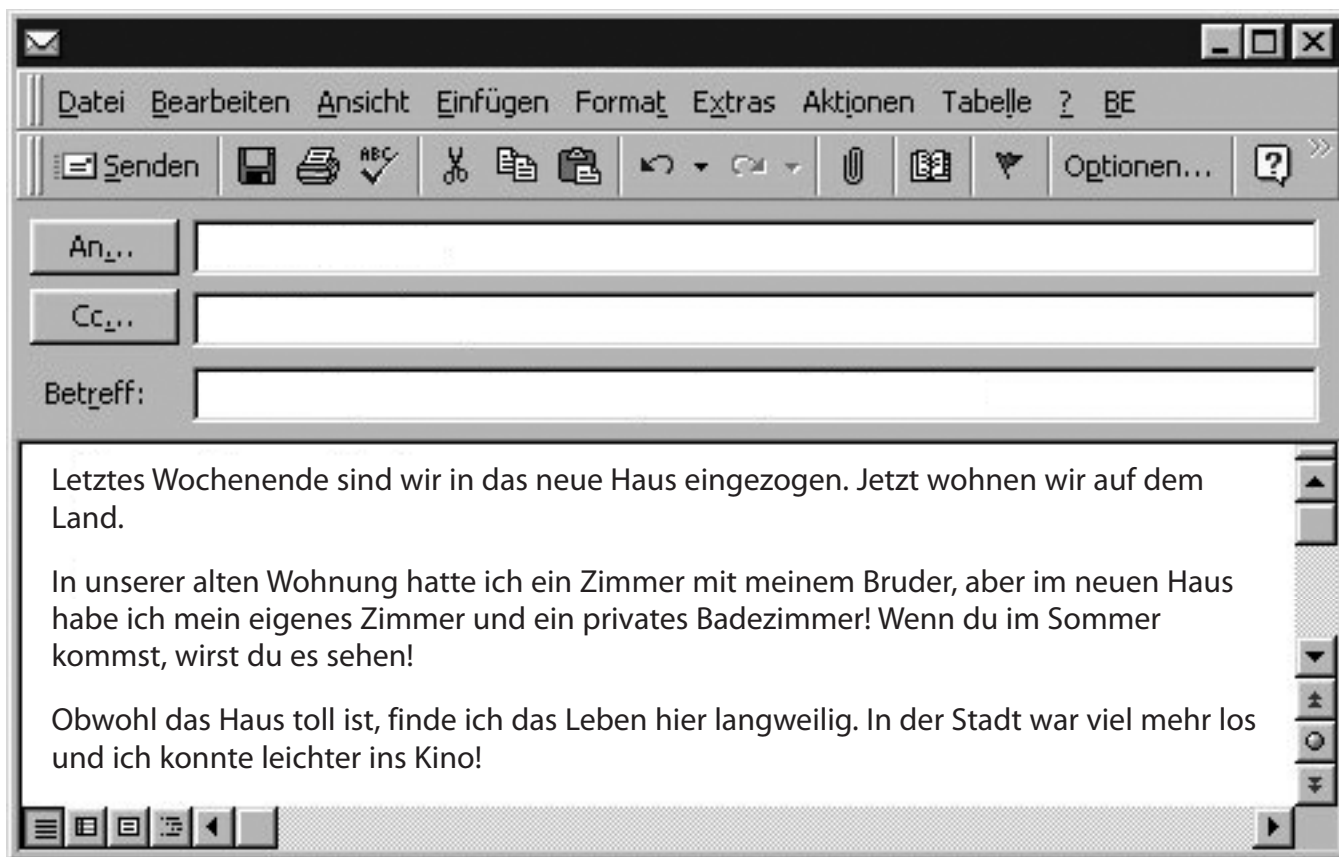 Datei Bearbeiten Ansicht Einfügen Format Extras Aktionen Tabelle ? BE
Senden ABC Optionen... ?
An...
Cc...
Betreff:
Letztes Wochenende sind wir in das neue Haus eingezogen. Jetzt wohnen wir auf dem
Land.
In unserer alten Wohnung hatte ich ein Zimmer mit meinem Bruder, aber im neuen Haus
habe ich mein eigenes Zimmer und ein privates Badezimmer! Wenn du im Sommer
kommst, wirst du es sehen!
Obwohl das Haus toll ist, finde ich das Leben hier langweilig. In der Stadt war viel mehr los
und ich konnte leichter ins Kino!